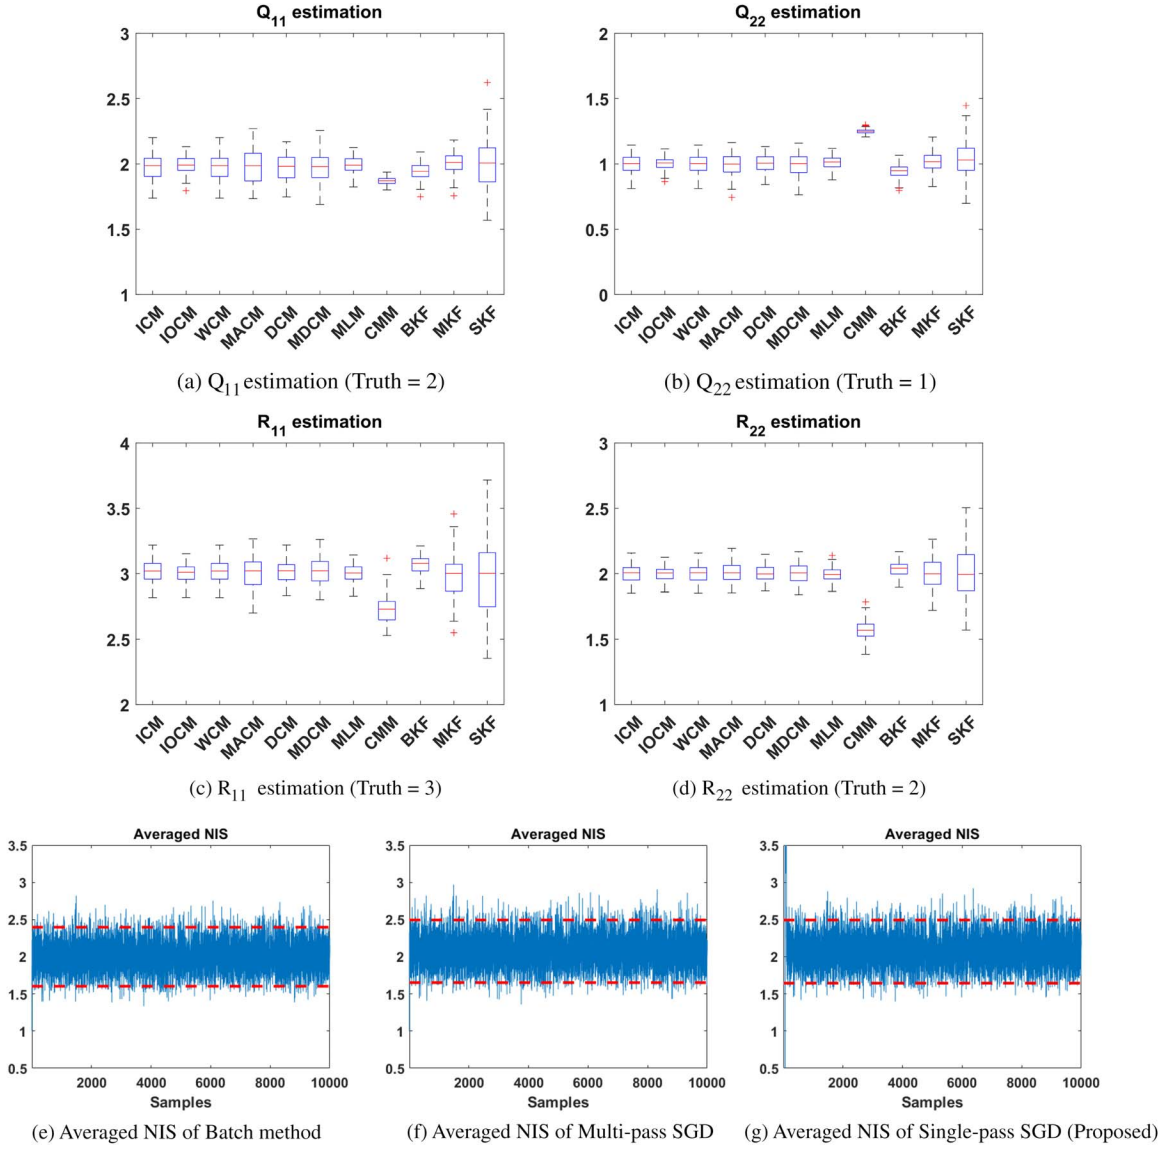 Q11 estimation
3
2.5
2
1.5
1
ICM IOCM WCM MACM DCM MDCM MLM CMM BKF MKF SKF
(a) Q11 estimation (Truth = 2)
Q22 estimation
2
1.5
1
0.5
0
ICM IOCM WCM MACM DCM MDCM MLM CMM BKF MKF SKF
(b) Q22 estimation (Truth = 1)
R11 estimation
4
3.5
3
2.5
2
ICM IOCM WCM MACM DCM MDCM MLM CMM BKF MKF SKF
(c) R11 estimation (Truth = 3)
R22 estimation
3
2.5
2
1.5
1
ICM IOCM WCM MACM DCM MDCM MLM CMM BKF MKF SKF
(d) R22 estimation (Truth = 2)
Averaged NIS
3.5
3
2.5
2
1.5
1
0.5
2000 4000 6000 8000 10000
Samples
(e) Averaged NIS of Batch method
Averaged NIS
3.5
3
2.5
2
1.5
1
0.5
2000 4000 6000 8000 10000
Samples
(f) Averaged NIS of Multi-pass SGD
Averaged NIS
3.5
3
2.5
2
1.5
1
0.5
2000 4000 6000 8000 10000
Samples
(g) Averaged NIS of Single-pass SGD (Proposed)